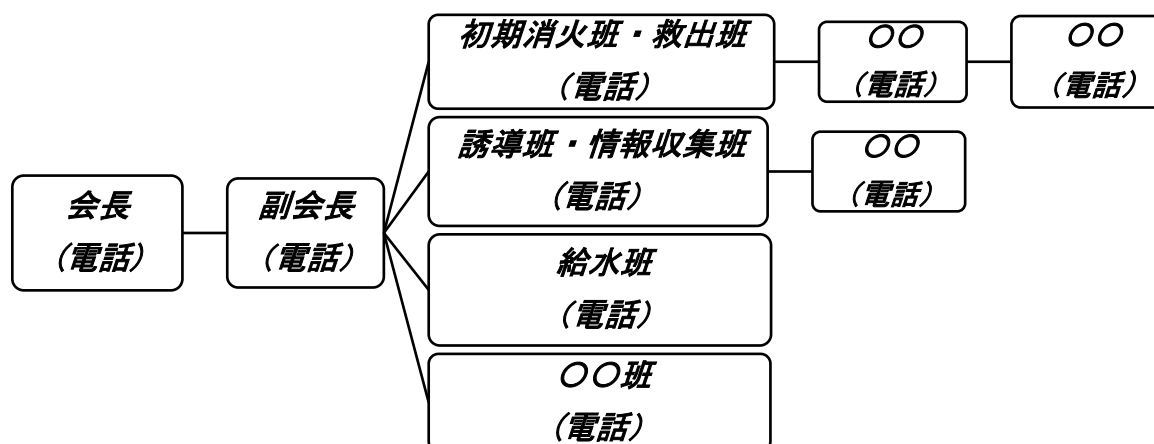 会長
(電話)
副会長
(電話)
初期消火班・救出班
(電話)
〇〇
(電話)
〇〇
(電話)
誘導班・情報収集班
(電話)
〇〇
(電話)
給水班
(電話)
〇〇班
(電話)